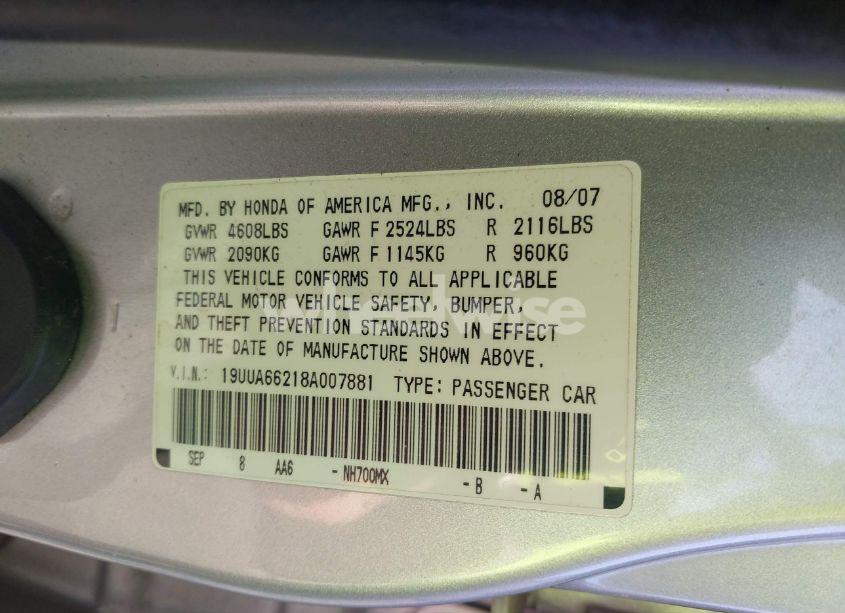 MFD. BY HONDA OF AMERICA MFG., INC. 08/07
GVWR 4608LBS GAWR F 2524LBS R 2116LBS
GVWR 2090KG GAWR F 1145KG R 960KG
THIS VEHICLE CONFORMS TO ALL APPLICABLE
FEDERAL MOTOR VEHICLE SAFETY, BUMPER,
AND THEFT PREVENTION STANDARDS IN EFFECT
ON THE DATE OF MANUFACTURE SHOWN ABOVE.
V.I.N.: 19UUA66218A007881 TYPE: PASSENGER CAR
SEP 8 AA6 - NH700MX - B - A